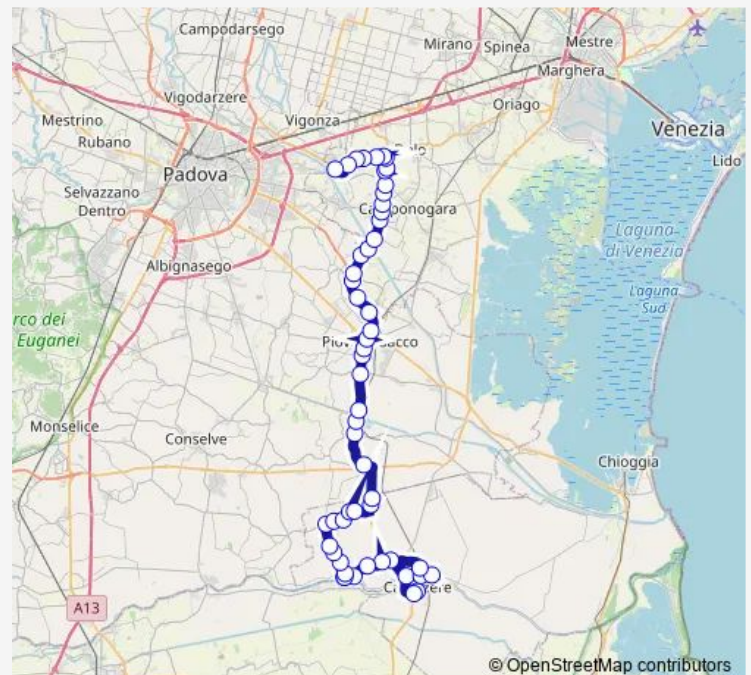 Campodarsego
Mirano
Spinea
Mestre
Marghera
Vigodarzere
Oriago
Mestrino
Vigonza
Venezia
Rubano
Padova
Lido
Selvazzano
Dentro
Laguna
di Venezia
Albignasego
Laguna
Sud
rco dei
Euganei
Monselice
Conselve
Chioggia
A13
© OpenStreetMap contributors